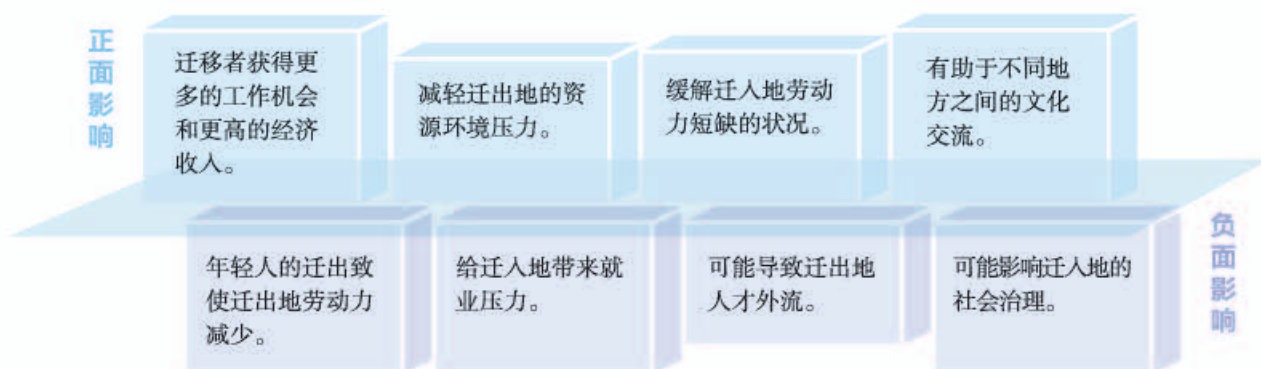 正面影响
迁移者获得更
多的工作机会
和更高的经济
收入。
减轻迁出地的资
源环境压力。
缓解迁入地劳动
力短缺的状况。
有助于不同地
方之间的文化
交流。
年轻人的迁出致
使迁出地劳动力
减少。
给迁入地带来就
业压力。
可能导致迁出地
人才外流。
可能影响迁入地的
社会治理。
负面影响